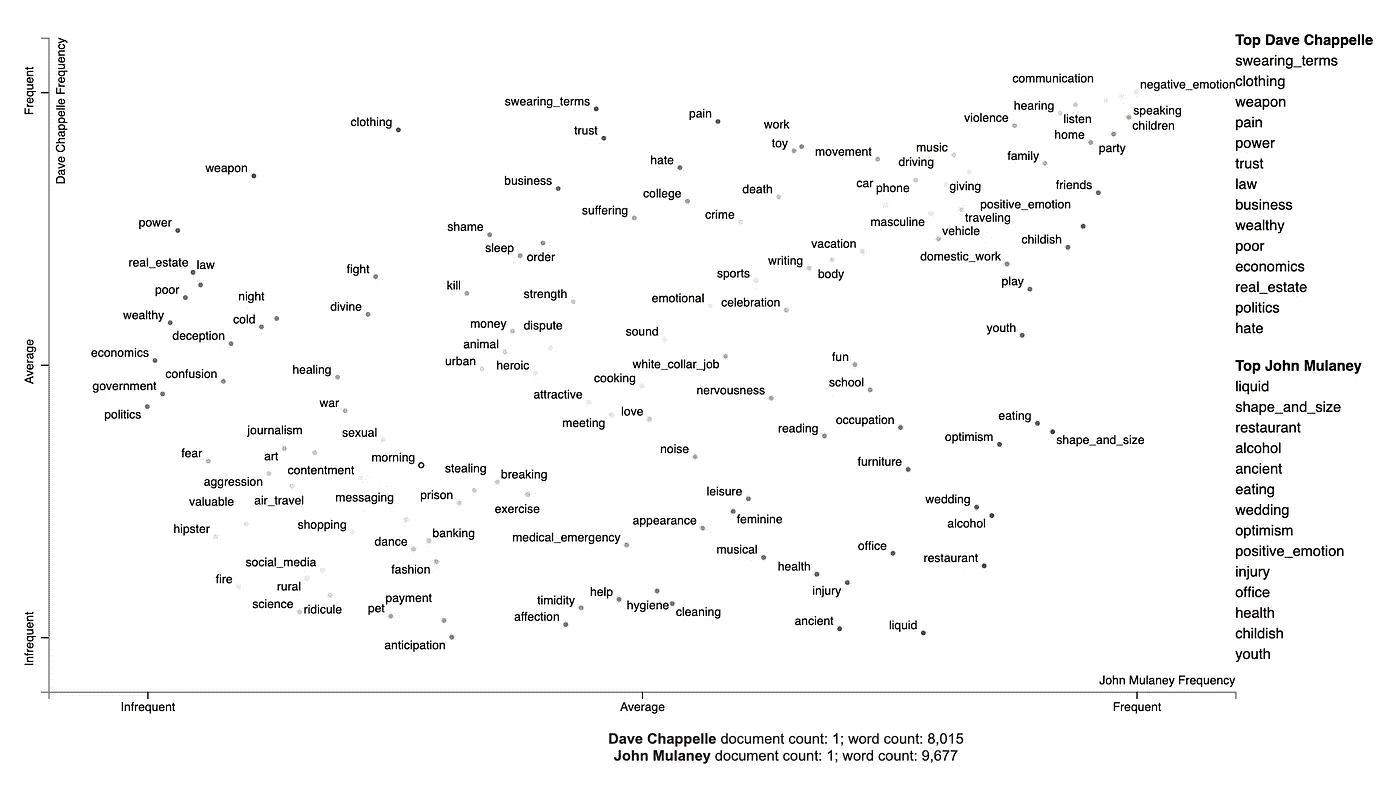 Top Dave Chappelle
swearing_terms
clothing
weapon
pain
power
trust
law
business
wealthy
poor
economics
real_estate
politics
hate
Top John Mulaney
liquid
shape_and_size
restaurant
alcohol
ancient
eating
wedding
optimism
positive_emotion
injury
office
health
childish
youth
Dave Chappelle Frequency
Frequent
Average
Infrequent
communication
negative_emotion
swearing_terms
hearing
speaking
pain
violence
listen
clothing
trust
work
home
children
toy
music
party
movement
hate
driving
family
weapon
business
college
death
car
phone
giving
friends
suffering
crime
positive_emotion
power
shame
masculine
traveling
vehicle
sleep
order
vacation
childish
real_estate
law
fight
writing
body
domestic_work
sports
poor
night
kill
strength
emotional
celebration
play
wealthy
cold
divine
money
dispute
sound
youth
deception
animal
economics
urban
heroic
white_collar_job
fun
confusion
healing
cooking
school
government
attractive
nervousness
politics
war
meeting
love
occupation
eating
journalism
sexual
reading
optimism
shape_and_size
fear
art
morning
noise
furniture
aggression
contentment
stealing
breaking
valuable
air_travel
messaging
prison
exercise
leisure
wedding
hipster
shopping
appearance
feminine
alcohol
dance
banking
medical_emergency
musical
office
restaurant
social_media
fashion
health
fire
rural
injury
science
ridicule
payment
pet
timidity
help
hygiene
cleaning
affection
ancient
liquid
anticipation
John Mulaney Frequency
Infrequent
Average
Frequent
Dave Chappelle document count: 1; word count: 8,015
John Mulaney document count: 1; word count: 9,677